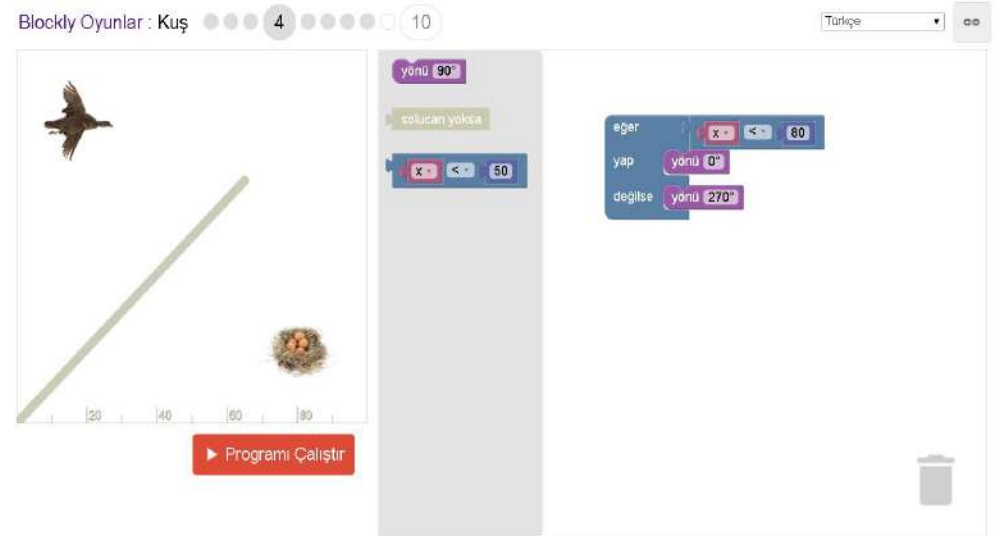 Blockly Oyunlar : Kuş 4 10
Türkçe
yönü 90°
solucan yoksa
x < 50
eğer x < 80
yap yönü 0°
değilse yönü 270°
20 40 60 80
Programı Çalıştır